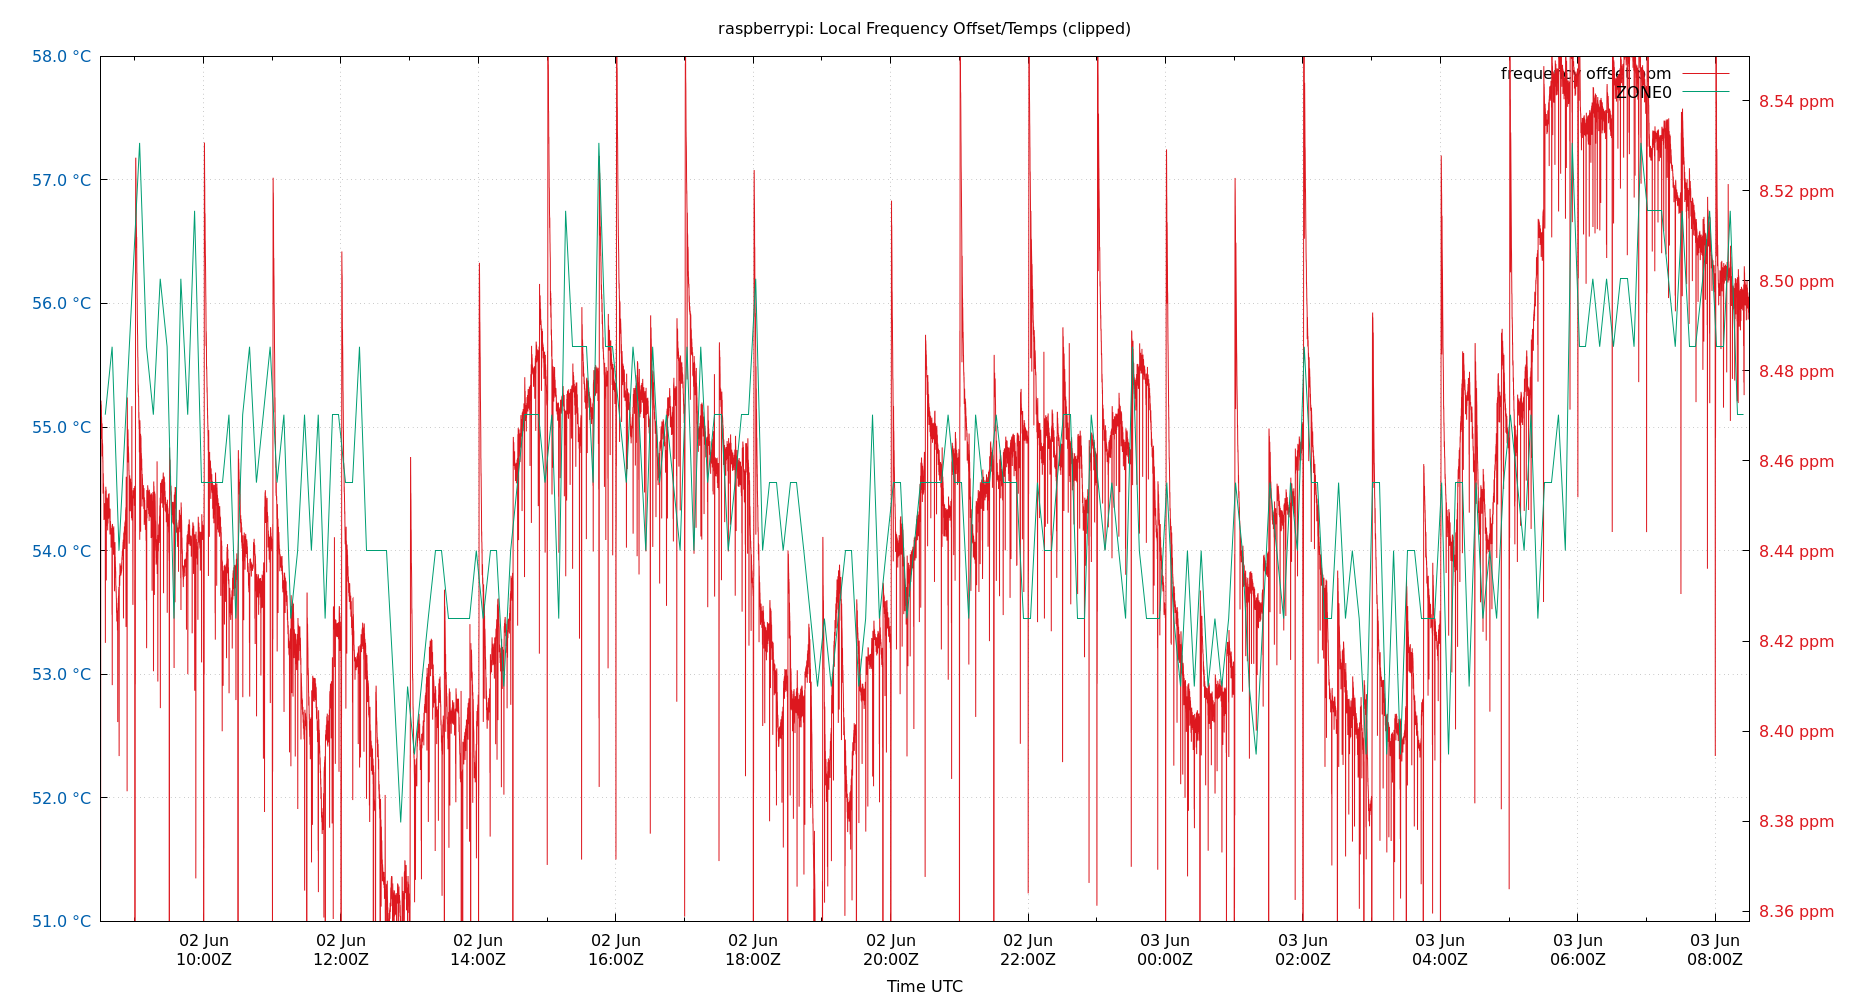 raspberrypi: Local Frequency Offset/Temps (clipped)
frequency offset ppm
ZONE0
58.0 °C
57.0 °C
56.0 °C
55.0 °C
54.0 °C
53.0 °C
52.0 °C
51.0 °C
8.54 ppm
8.52 ppm
8.50 ppm
8.48 ppm
8.46 ppm
8.44 ppm
8.42 ppm
8.40 ppm
8.38 ppm
8.36 ppm
02 Jun
10:00Z
02 Jun
12:00Z
02 Jun
14:00Z
02 Jun
16:00Z
02 Jun
18:00Z
02 Jun
20:00Z
02 Jun
22:00Z
03 Jun
00:00Z
03 Jun
02:00Z
03 Jun
04:00Z
03 Jun
06:00Z
03 Jun
08:00Z
Time UTC